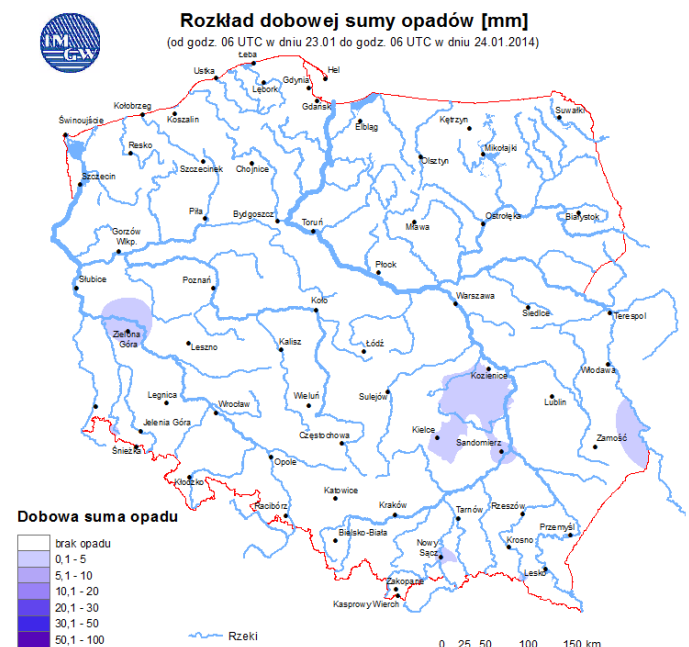 Rozkład dobowej sumy opadów [mm]
(od godz. 06 UTC w dniu 23.01 do godz. 06 UTC w dniu 24.01.2014)
IM
GW
Łeba
Hel
Ustka
Gdynia
Lębork
Gdańsk
Kołobrzeg
Koszalin
Świnoujście
Suwałki
Kętrzyn
Elbląg
Resko
Mikołajki
Olsztyn
Szczecinek
Chojnice
Szczecin
Piła
Bydgoszcz
Toruń
Mława
Ostrołęka
Białystok
Gorzów
Wlkp.
Płock
Słubice
Poznań
Koło
Warszawa
Siedlce
Terespol
Zielona
Góra
Leszno
Kalisz
Łódź
Kozienice
Włodawa
Legnica
Wrocław
Wieluń
Sulejów
Lublin
Jelenia Góra
Kielce
Sandomierz
Zamość
Częstochowa
Śnieżka
Opole
Kłodzko
Katowice
Racibórz
Kraków
Tarnów
Rzeszów
Przemyśl
Bielsko-Biała
Nowy
Sącz
Krosno
Lesko
Zakopane
Kasprowy Wierch
Dobowa suma opadu
brak opadu
0,1 - 5
5,1 - 10
10,1 - 20
20,1 - 30
30,1 - 50
50,1 - 100
Rzeki
0 25 50 100 150 km